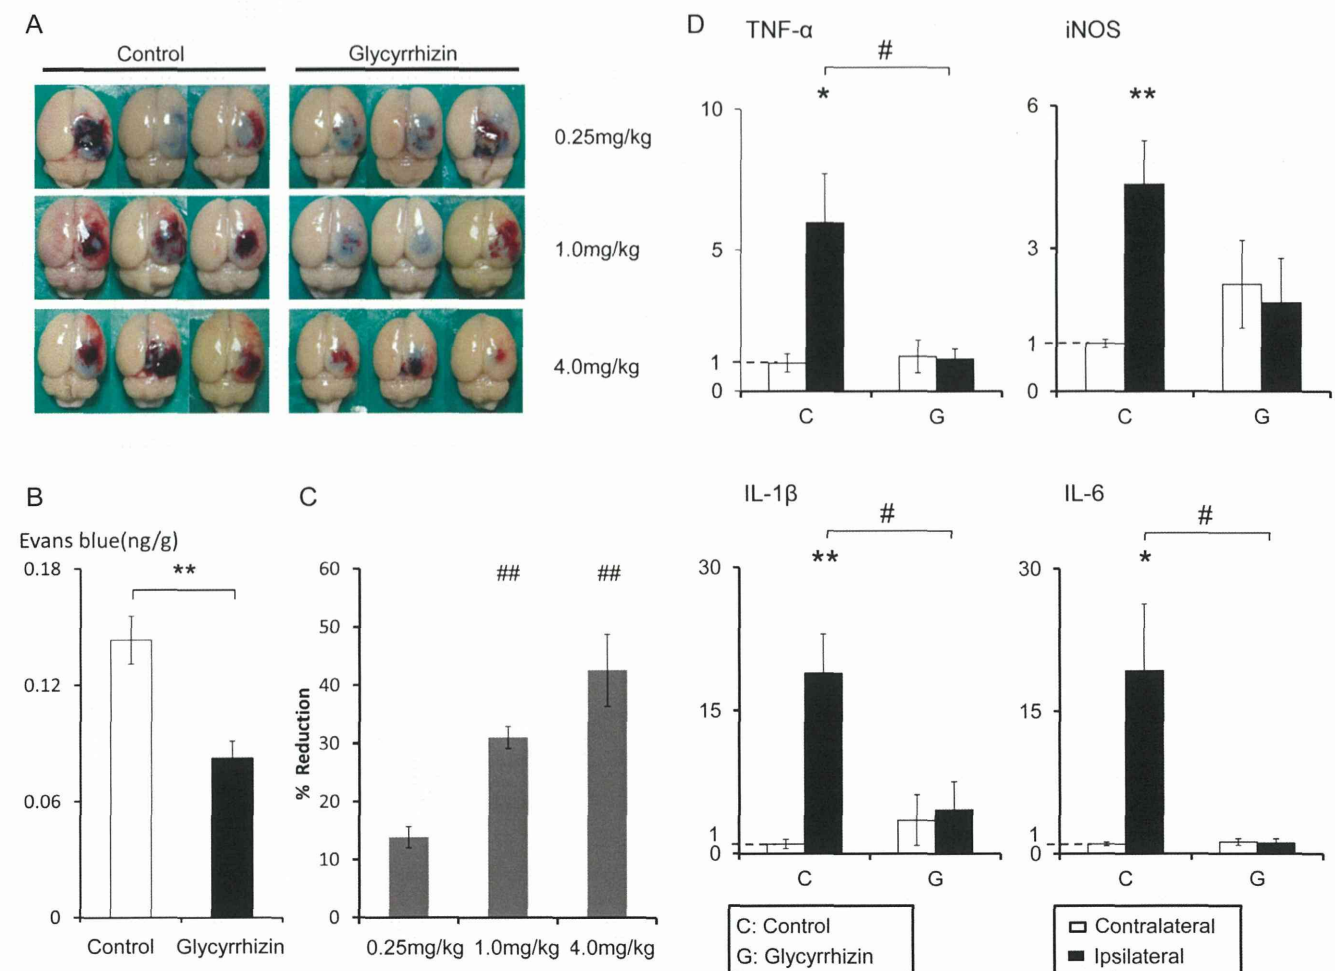 A
Control
Glycyrrhizin
0.25mg/kg
1.0mg/kg
4.0mg/kg
B
Evans blue(ng/g)
**
0.18
0.12
0.06
0
Control
Glycyrrhizin
C
% Reduction
60
50
40
30
20
10
0
##
##
0.25mg/kg
1.0mg/kg
4.0mg/kg
D
TNF-α
#
*
10
5
1
0
C
G
iNOS
**
6
3
1
0
C
G
IL-1β
#
**
30
15
1
0
C
G
IL-6
#
*
30
15
1
0
C
G
C: Control
G: Glycyrrhizin
Contralateral
Ipsilateral